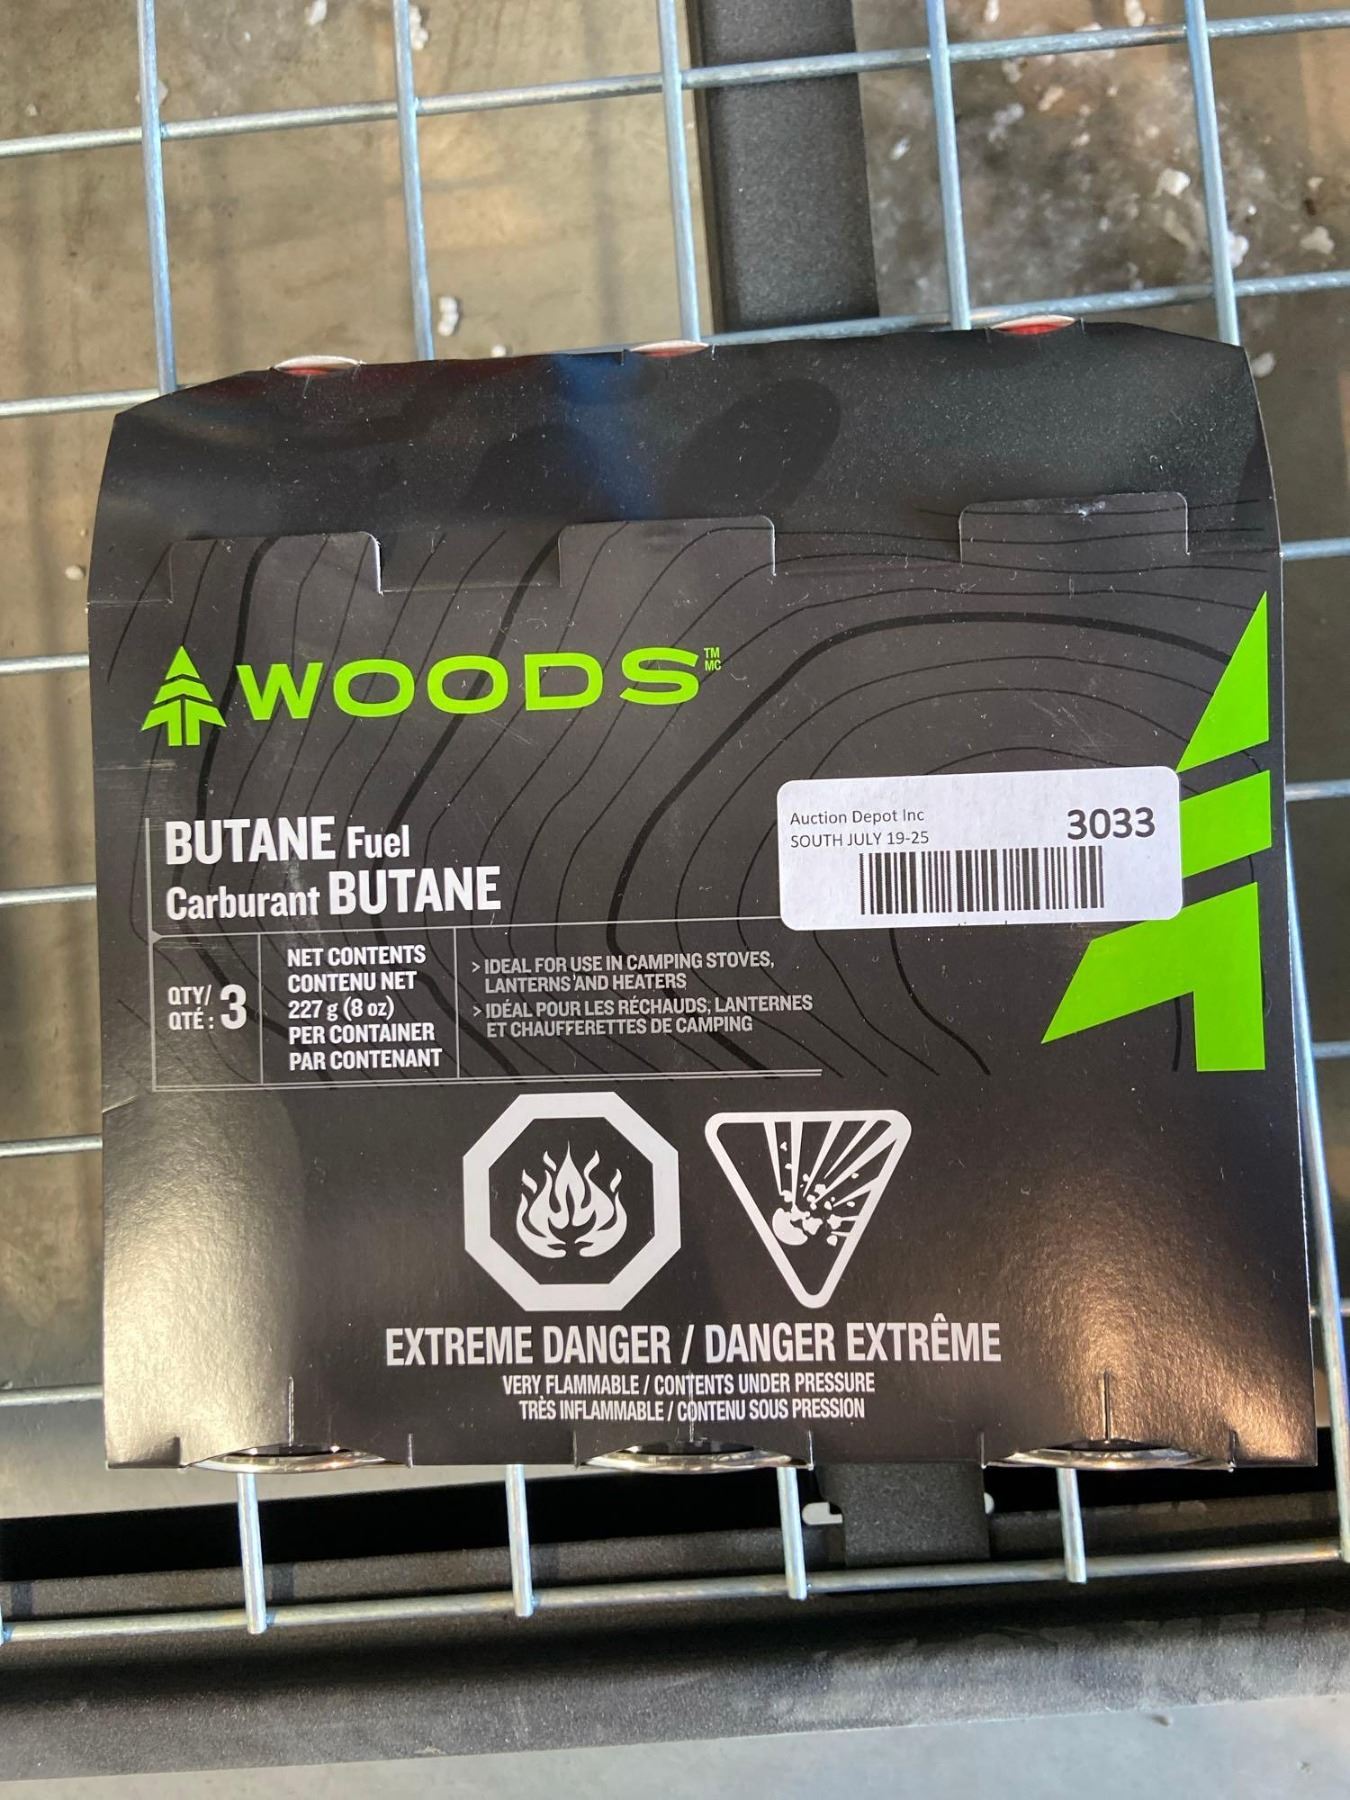 WOODS TM MC
Auction Depot Inc
SOUTH JULY 19-25
3033
BUTANE Fuel
Carburant BUTANE
QTY/
QTÉ : 3
NET CONTENTS
CONTENU NET
227 g (8 oz)
PER CONTAINER
PAR CONTENANT
> IDEAL FOR USE IN CAMPING STOVES,
LANTERNS AND HEATERS
> IDÉAL POUR LES RÉCHAUDS, LANTERNES
ET CHAUFFERETTES DE CAMPING
EXTREME DANGER / DANGER EXTRÊME
VERY FLAMMABLE / CONTENTS UNDER PRESSURE
TRÈS INFLAMMABLE / CONTENU SOUS PRESSION